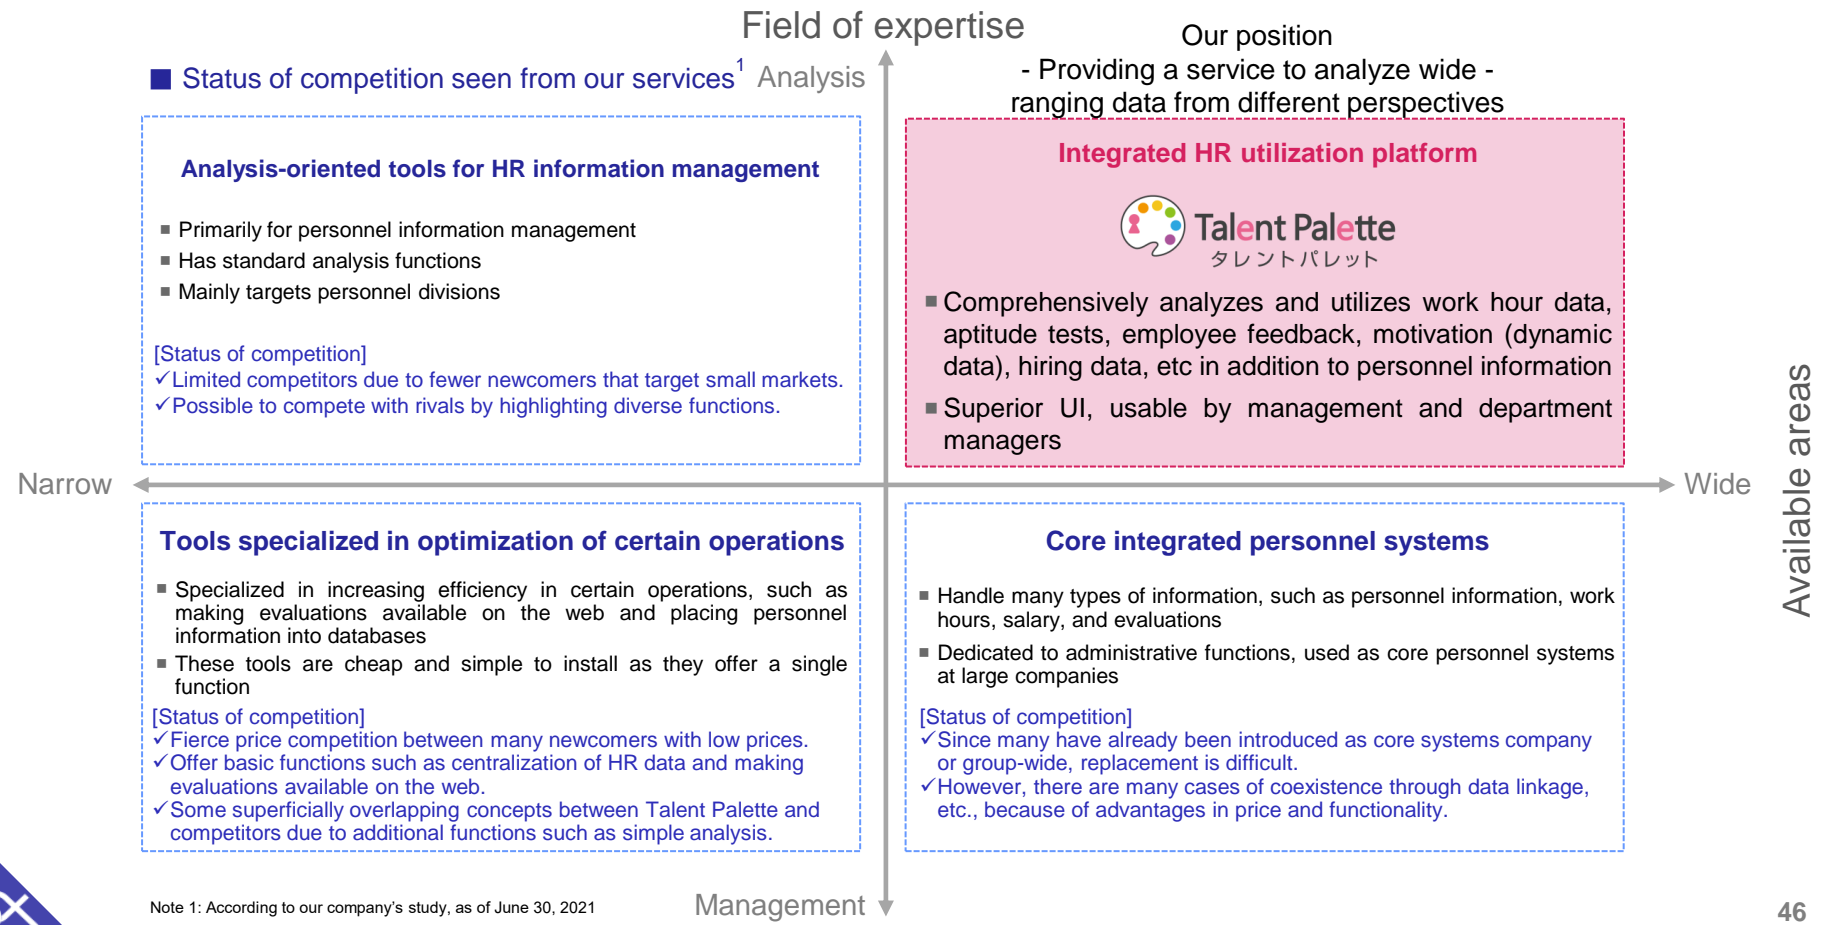 Field of expertise
Our position
- Providing a service to analyze wide -
ranging data from different perspectives
■ Status of competition seen from our services1
Analysis
Analysis-oriented tools for HR information management
■ Primarily for personnel information management
■ Has standard analysis functions
■ Mainly targets personnel divisions
[Status of competition]
✓Limited competitors due to fewer newcomers that target small markets.
✓Possible to compete with rivals by highlighting diverse functions.
Integrated HR utilization platform
Talent Palette
タレントパレット
■ Comprehensively analyzes and utilizes work hour data,
aptitude tests, employee feedback, motivation (dynamic
data), hiring data, etc in addition to personnel information
■ Superior UI, usable by management and department
managers
Narrow
Wide
Available areas
Tools specialized in optimization of certain operations
■ Specialized in increasing efficiency in certain operations, such as
making evaluations available on the web and placing personnel
information into databases
■ These tools are cheap and simple to install as they offer a single
function
[Status of competition]
✓Fierce price competition between many newcomers with low prices.
✓Offer basic functions such as centralization of HR data and making
evaluations available on the web.
✓Some superficially overlapping concepts between Talent Palette and
competitors due to additional functions such as simple analysis.
Core integrated personnel systems
■ Handle many types of information, such as personnel information, work
hours, salary, and evaluations
■ Dedicated to administrative functions, used as core personnel systems
at large companies
[Status of competition]
✓Since many have already been introduced as core systems company
or group-wide, replacement is difficult.
✓However, there are many cases of coexistence through data linkage,
etc., because of advantages in price and functionality.
Note 1: According to our company's study, as of June 30, 2021
Management
46